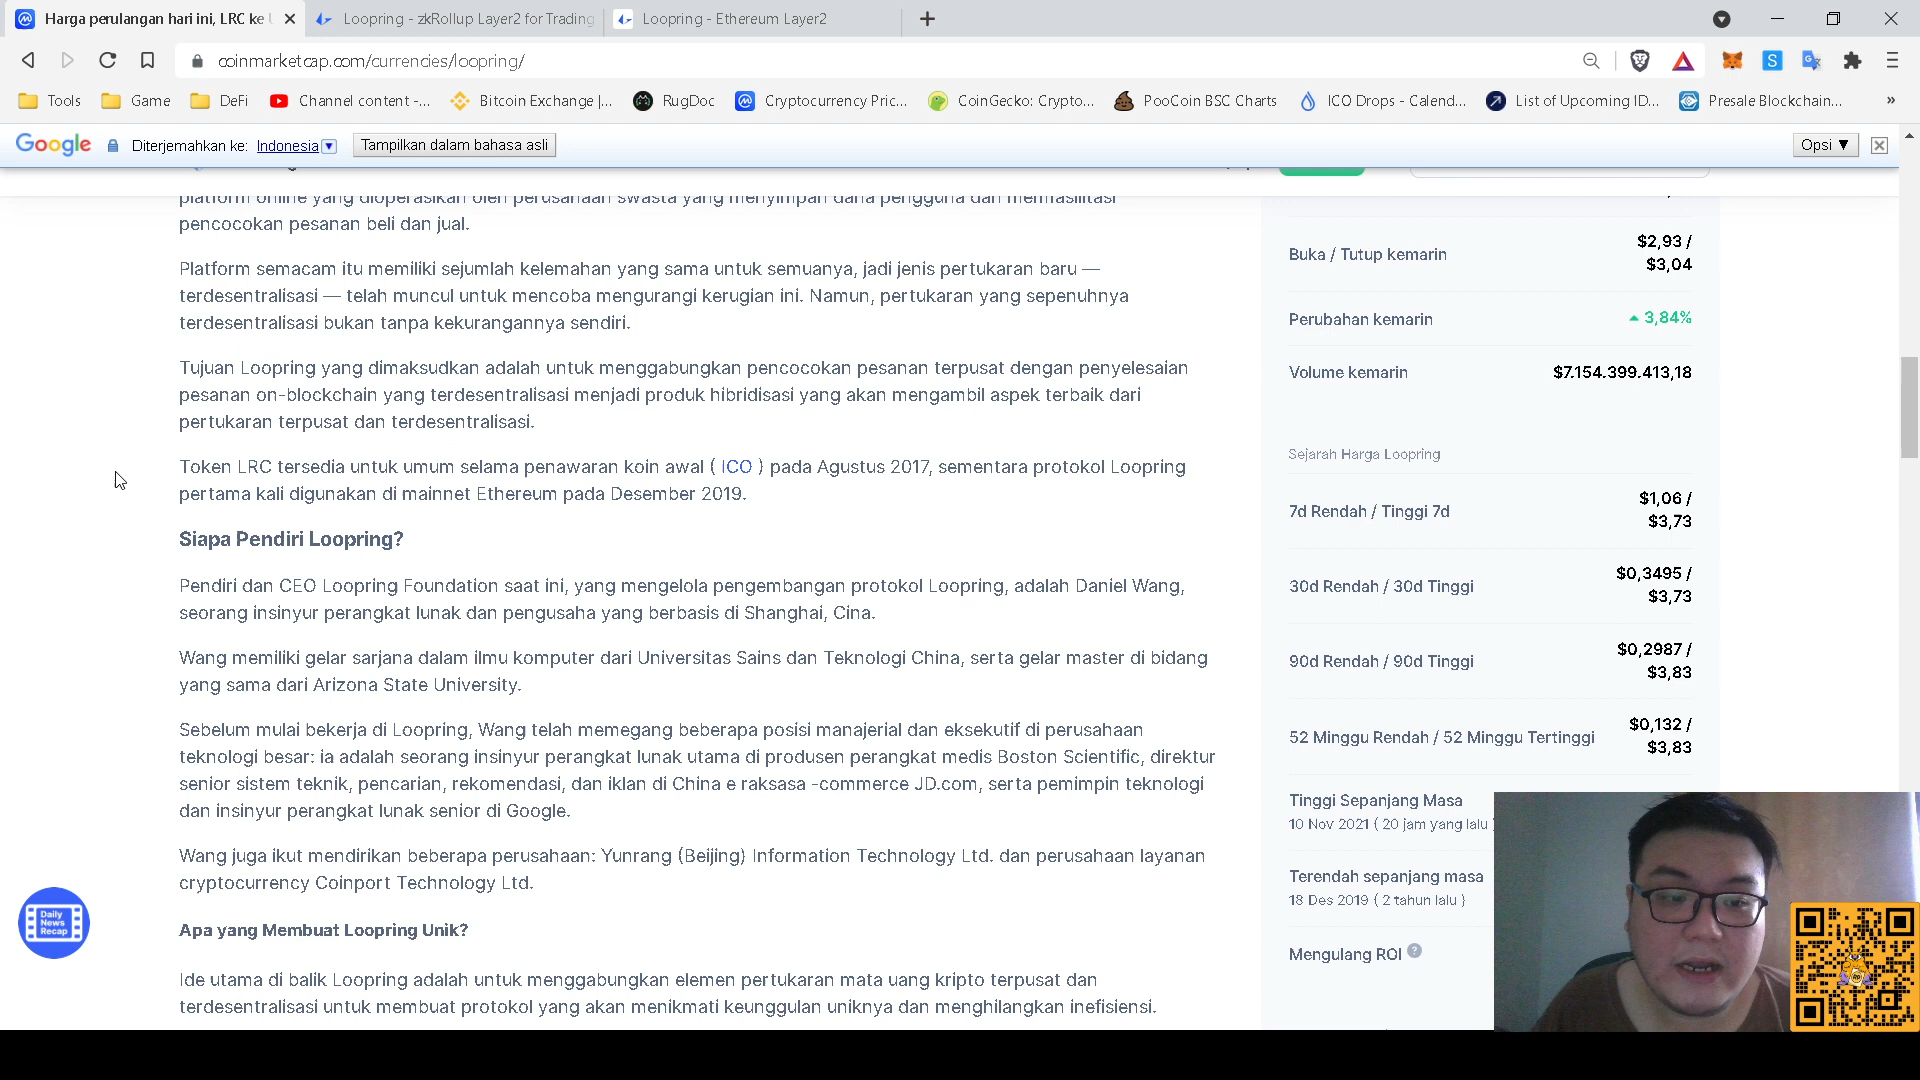 Harga perulangan hari ini, LRC ke
Loopring - zkRollup Layer2 for Trading
Loopring - Ethereum Layer2
coinmarketcap.com/currencies/loopring/
Tools
Game
DeFi
Channel content -...
Bitcoin Exchange |...
RugDoc
Cryptocurrency Pric...
CoinGecko: Crypto...
PooCoin BSC Charts
ICO Drops - Calend...
List of Upcoming ID...
Presale Blockchain...
Google
Diterjemahkan ke:
Indonesia
Tampilkan dalam bahasa asli
Opsi ▼
platform online yang dioperasikan oleh perusahaan swasta yang menyimpan dana pengguna dan memfasilitasi
pencocokan pesanan beli dan jual.
Platform semacam itu memiliki sejumlah kelemahan yang sama untuk semuanya, jadi jenis pertukaran baru —
terdesentralisasi — telah muncul untuk mencoba mengurangi kerugian ini. Namun, pertukaran yang sepenuhnya
terdesentralisasi bukan tanpa kekurangannya sendiri.
Tujuan Loopring yang dimaksudkan adalah untuk menggabungkan pencocokan pesanan terpusat dengan penyelesaian
pesanan on-blockchain yang terdesentralisasi menjadi produk hibridisasi yang akan mengambil aspek terbaik dari
pertukaran terpusat dan terdesentralisasi.
Token LRC tersedia untuk umum selama penawaran koin awal ( ICO ) pada Agustus 2017, sementara protokol Loopring
pertama kali digunakan di mainnet Ethereum pada Desember 2019.
Siapa Pendiri Loopring?
Pendiri dan CEO Loopring Foundation saat ini, yang mengelola pengembangan protokol Loopring, adalah Daniel Wang,
seorang insinyur perangkat lunak dan pengusaha yang berbasis di Shanghai, Cina.
Wang memiliki gelar sarjana dalam ilmu komputer dari Universitas Sains dan Teknologi China, serta gelar master di bidang
yang sama dari Arizona State University.
Sebelum mulai bekerja di Loopring, Wang telah memegang beberapa posisi manajerial dan eksekutif di perusahaan
teknologi besar: ia adalah seorang insinyur perangkat lunak utama di produsen perangkat medis Boston Scientific, direktur
senior sistem teknik, pencarian, rekomendasi, dan iklan di China e raksasa -commerce JD.com, serta pemimpin teknologi
dan insinyur perangkat lunak senior di Google.
Wang juga ikut mendirikan beberapa perusahaan: Yunrang (Beijing) Information Technology Ltd. dan perusahaan layanan
cryptocurrency Coinport Technology Ltd.
Apa yang Membuat Loopring Unik?
Ide utama di balik Loopring adalah untuk menggabungkan elemen pertukaran mata uang kripto terpusat dan
terdesentralisasi untuk membuat protokol yang akan menikmati keunggulan uniknya dan menghilangkan inefisiensi.
Daily
News
Recap
Buka / Tutup kemarin
$2,93 /
$3,04
Perubahan kemarin
3,84%
Volume kemarin
$7.154.399.413,18
Sejarah Harga Loopring
7d Rendah / Tinggi 7d
$1,06 /
$3,73
30d Rendah / 30d Tinggi
$0,3495 /
$3,73
90d Rendah / 90d Tinggi
$0,2987 /
$3,83
52 Minggu Rendah / 52 Minggu Tertinggi
$0,132 /
$3,83
Tinggi Sepanjang Masa
10 Nov 2021 ( 20 jam yang lalu
Terendah sepanjang masa
18 Des 2019 ( 2 tahun lalu )
Mengulang ROI